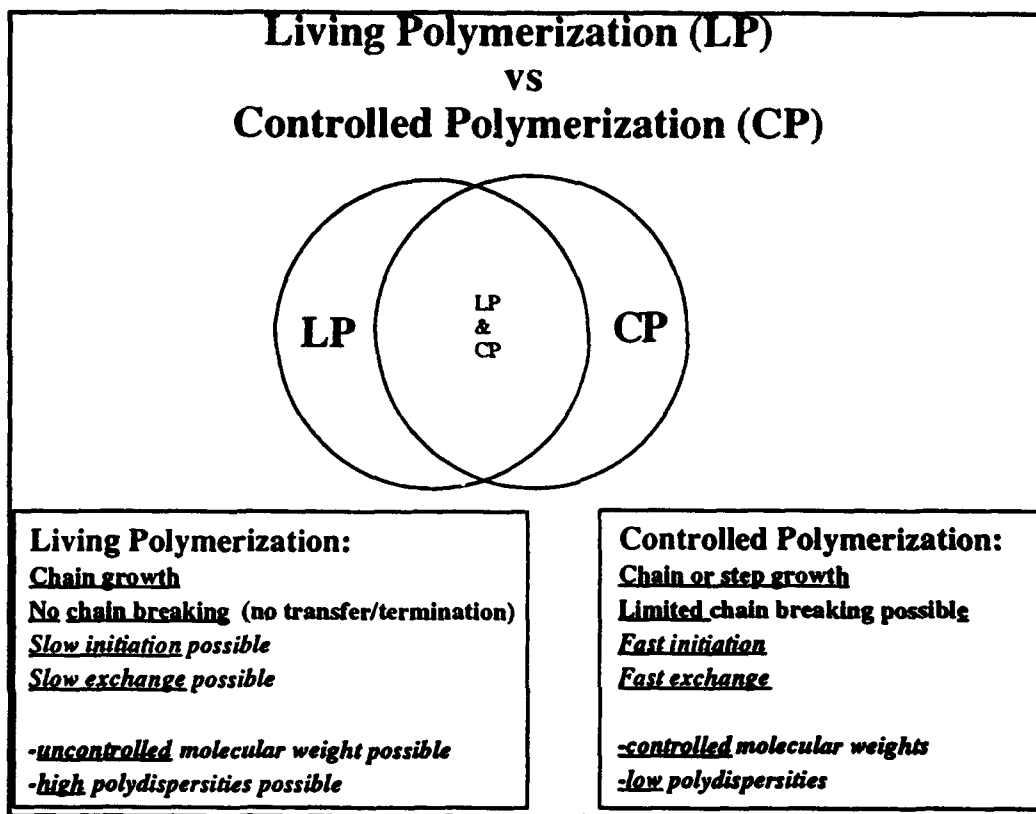 Living Polymerization (LP)
vs
Controlled Polymerization (CP)
LP
LP
&
CP
CP
Living Polymerization:
Chain growth
No chain breaking (no transfer/termination)
Slow initiation possible
Slow exchange possible
-uncontrolled molecular weight possible
-high polydispersities possible
Controlled Polymerization:
Chain or step growth
Limited chain breaking possible
Fast initiation
Fast exchange
-controlled molecular weights
-low polydispersities